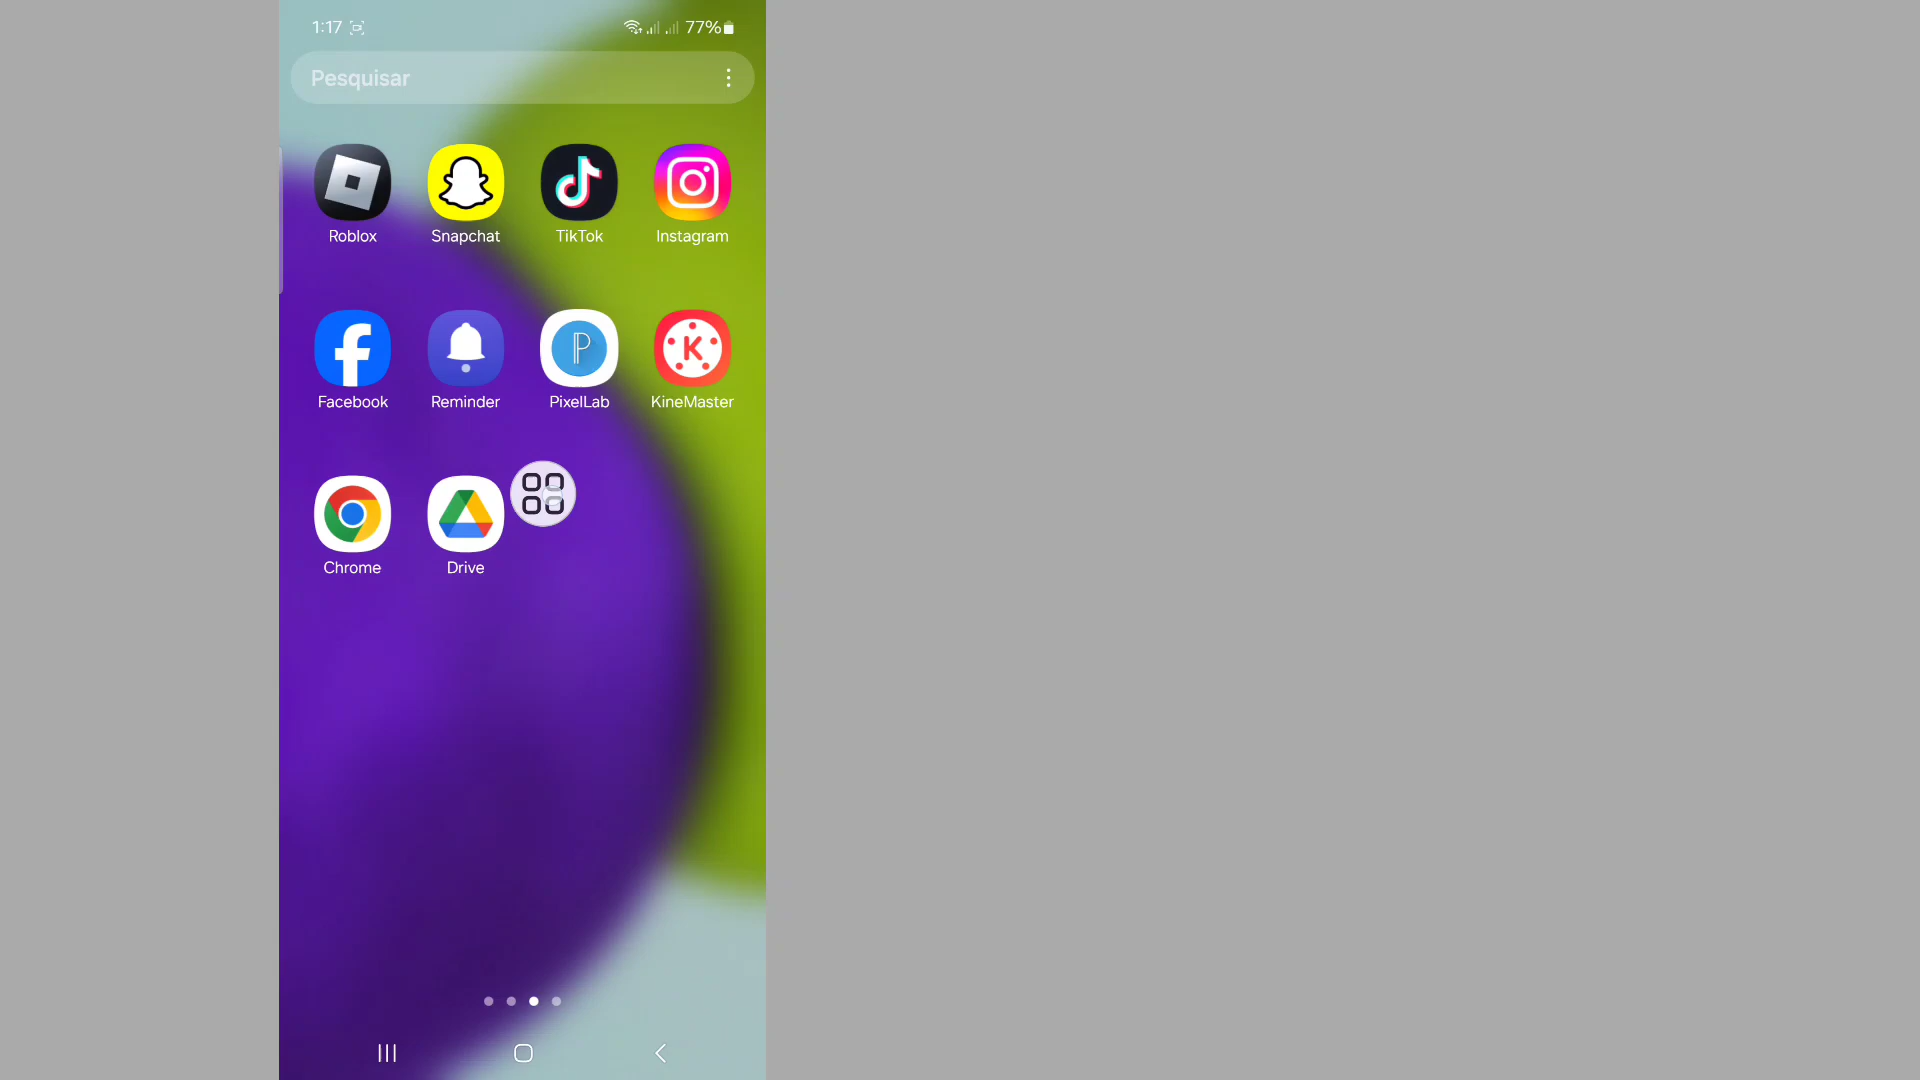 1:17 77%
Pesquisar
Roblox Snapchat TikTok Instagram
Facebook Reminder PixelLab KineMaster
Chrome Drive